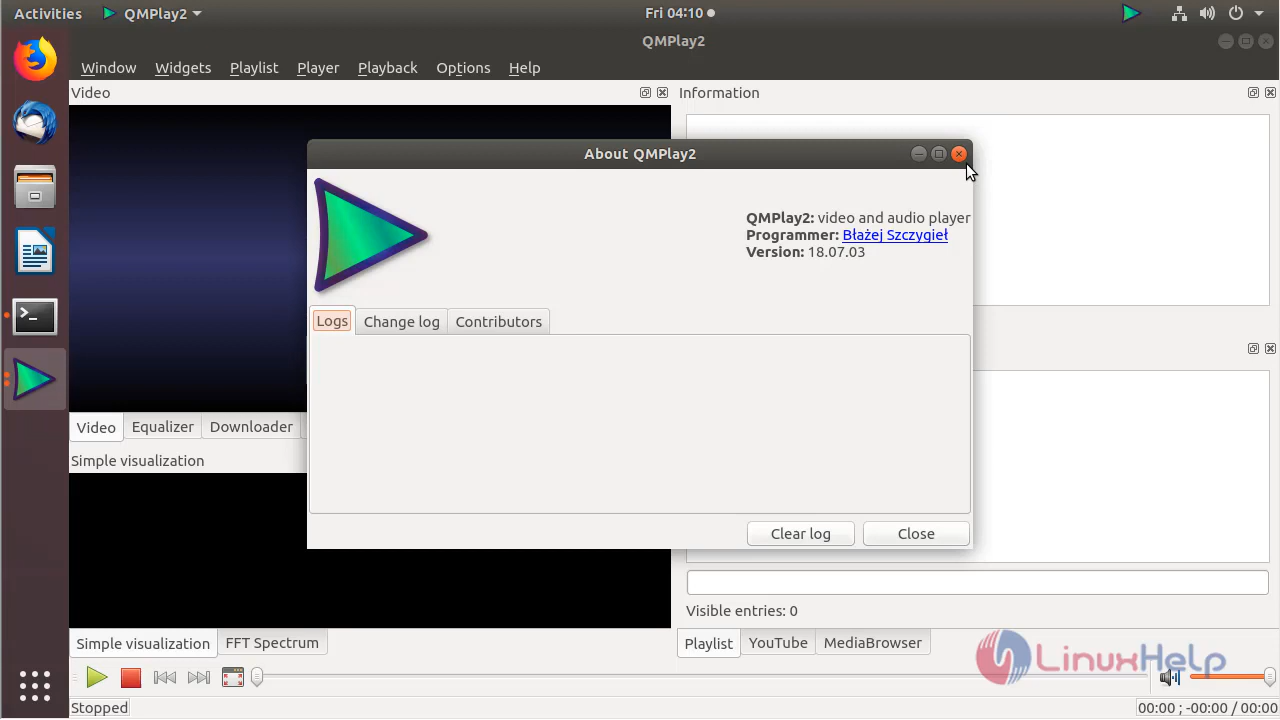 Activities QMPlay2 Fri 04:10
QMPlay2
Window Widgets Playlist Player Playback Options Help
Video Information
About QMPlay2
QMPlay2: video and audio player
Programmer: Błażej Szczygieł
Version: 18.07.03
Logs Change log Contributors
Video Equalizer Downloader
Simple visualization
Clear log Close
Visible entries: 0
Simple visualization FFT Spectrum Playlist YouTube MediaBrowser
LinuxHelp
Stopped 00:00 ; -00:00 / 00:00